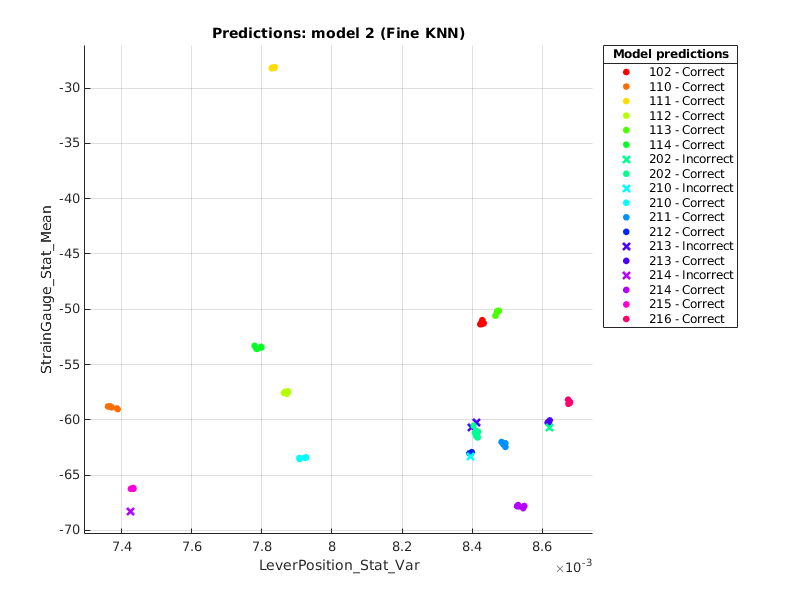 Predictions: model 2 (Fine KNN)
Model predictions
102 - Correct
110 - Correct
111 - Correct
112 - Correct
113 - Correct
114 - Correct
202 - Incorrect
202 - Correct
210 - Incorrect
210 - Correct
211 - Correct
212 - Correct
213 - Incorrect
213 - Correct
214 - Incorrect
214 - Correct
215 - Correct
216 - Correct
StrainGauge_Stat_Mean
-30
-35
-40
-45
-50
-55
-60
-65
-70
7.4 7.6 7.8 8 8.2 8.4 8.6
LeverPosition_Stat_Var
×10⁻³